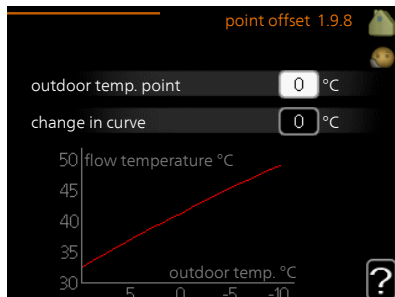 point offset 1.9.8
outdoor temp. point 0 °C
change in curve 0 °C
50 flow temperature °C
45
40
35
outdoor temp. °C
30
5 0 -5 -10
?